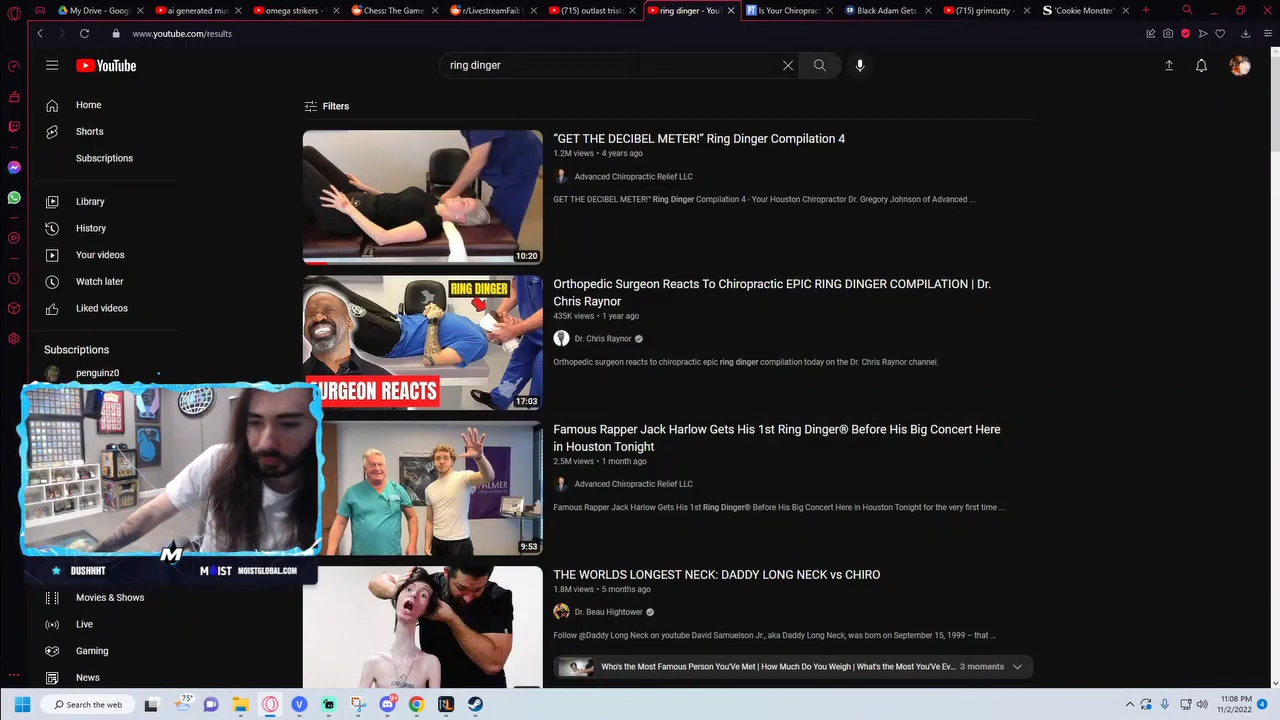 My Drive - Googl
ai generated mus
omega strikers -
Chess: The Game
r/LivestreamFail: L
(715) outlast trials
ring dinger - YouT
Is Your Chiropract
Black Adam Gets
(715) grimcutty -
Cookie Monster'
www.youtube.com/results
YouTube
ring dinger
Home
Shorts
Subscriptions
Library
History
Your videos
Watch later
Liked videos
Subscriptions
penguinz0
Movies & Shows
Live
Gaming
News
Filters
10:20
"GET THE DECIBEL METER!" Ring Dinger Compilation 4
1.2M views • 4 years ago
Advanced Chiropractic Relief LLC
GET THE DECIBEL METER!" Ring Dinger Compilation 4 - Your Houston Chiropractor Dr. Gregory Johnson of Advanced ...
RING DINGER
SURGEON REACTS
17:03
Orthopedic Surgeon Reacts To Chiropractic EPIC RING DINGER COMPILATION | Dr.
Chris Raynor
435K views • 1 year ago
Dr. Chris Raynor
Orthopedic surgeon reacts to chiropractic epic ring dinger compilation today on the Dr. Chris Raynor channel.
PALMER
9:53
Famous Rapper Jack Harlow Gets His 1st Ring Dinger® Before His Big Concert Here
in Houston Tonight
2.5M views • 1 month ago
Advanced Chiropractic Relief LLC
Famous Rapper Jack Harlow Gets His 1st Ring Dinger® Before His Big Concert Here in Houston Tonight for the very first time ...
THE WORLDS LONGEST NECK: DADDY LONG NECK vs CHIRO
1.8M views • 5 months ago
Dr. Beau Hightower
Follow @Daddy Long Neck on youtube David Samuelson Jr., aka Daddy Long Neck, was born on September 15, 1999 – that ...
Who's the Most Famous Person You'Ve Met | How Much Do You Weigh | What's the Most You'Ve Ev...
3 moments
M
DUSHNHT
MOIST
MOISTGLOBAL.COM
Search the web
75°
9+
11:08 PM
11/2/2022
4